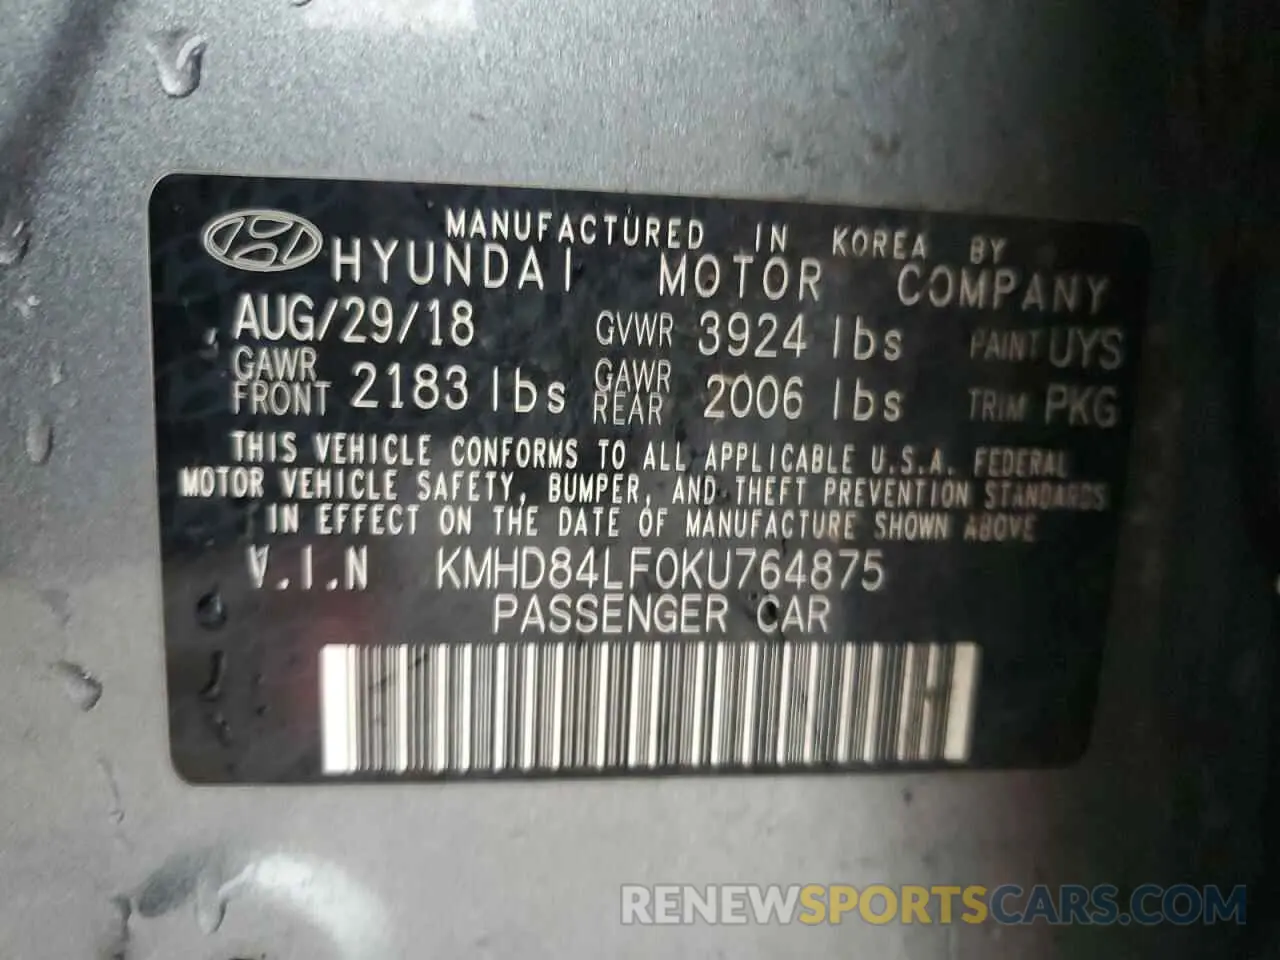 MANUFACTURED IN KOREA BY
HYUNDAI MOTOR COMPANY
AUG/29/18 GVWR 3924 lbs PAINT UYS
GAWR FRONT 2183 lbs GAWR REAR 2006 lbs TRIM PKG
THIS VEHICLE CONFORMS TO ALL APPLICABLE U.S.A. FEDERAL
MOTOR VEHICLE SAFETY, BUMPER, AND THEFT PREVENTION STANDARDS
IN EFFECT ON THE DATE OF MANUFACTURE SHOWN ABOVE
V.I.N KMHD84LF0KU764875
PASSENGER CAR
RENEWSPORTSCARS.COM